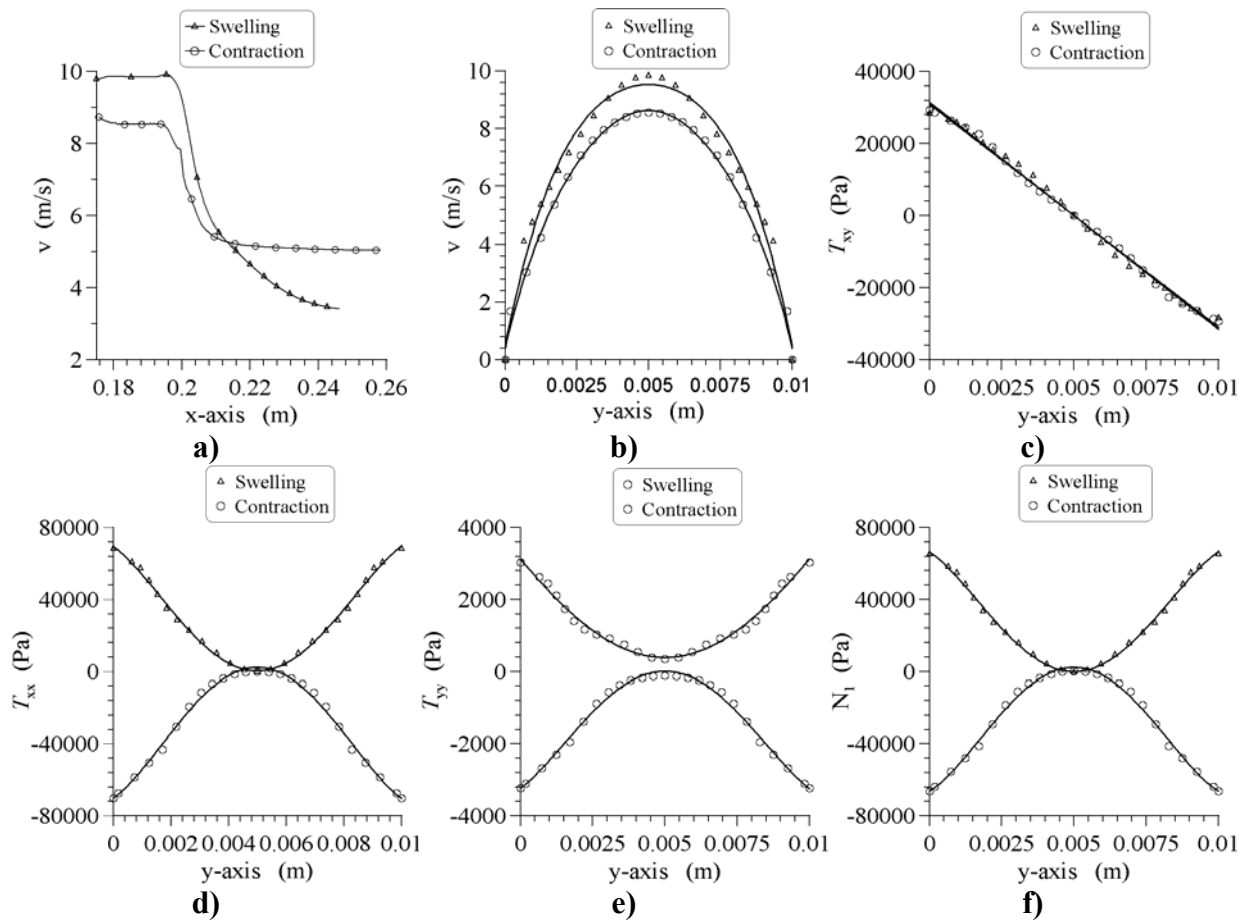 Swelling
Contraction
v (m/s)
10
8
6
4
2
0.18
0.2
0.22
0.24
0.26
x-axis (m)
a)
Swelling
Contraction
v (m/s)
10
8
6
4
2
0
0
0.0025
0.005
0.0075
0.01
y-axis (m)
b)
Swelling
Contraction
Txy (Pa)
40000
20000
0
-20000
-40000
0
0.0025
0.005
0.0075
0.01
y-axis (m)
c)
Swelling
Contraction
Txx (Pa)
80000
40000
0
-40000
-80000
0
0.002
0.004
0.006
0.008
0.01
y-axis (m)
d)
Swelling
Contraction
Tyy (Pa)
4000
2000
0
-2000
-4000
0
0.0025
0.005
0.0075
0.01
y-axis (m)
e)
Swelling
Contraction
N1 (Pa)
80000
40000
0
-40000
-80000
0
0.0025
0.005
0.0075
0.01
y-axis (m)
f)